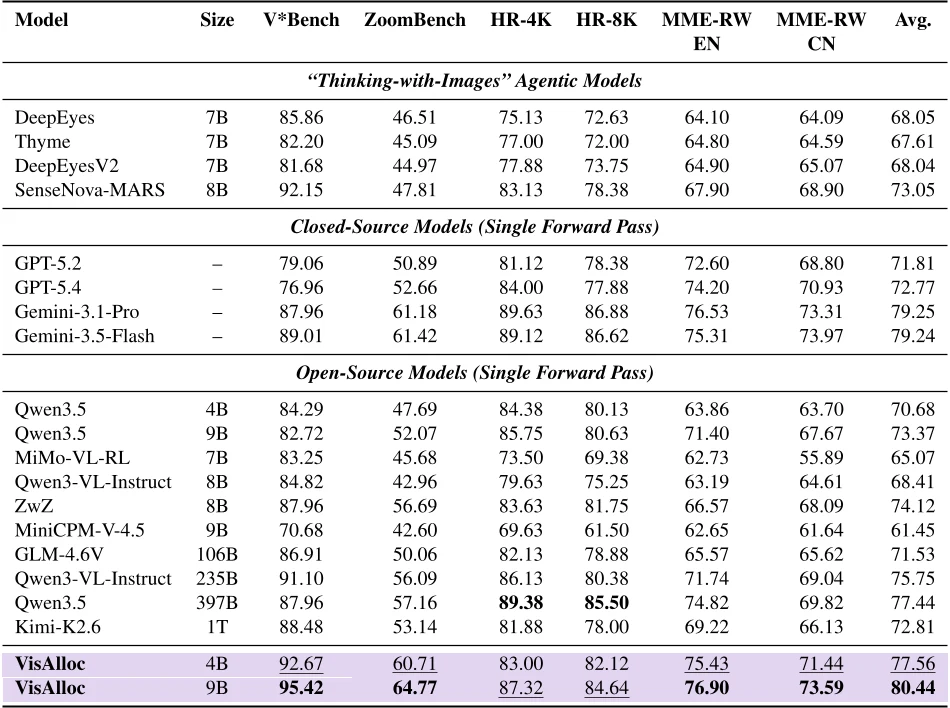 Model Size V*Bench ZoomBench HR-4K HR-8K MME-RW EN MME-RW CN Avg.
“Thinking-with-Images” Agentic Models
DeepEyes 7B 85.86 46.51 75.13 72.63 64.10 64.09 68.05
Thyme 7B 82.20 45.09 77.00 72.00 64.80 64.59 67.61
DeepEyesV2 7B 81.68 44.97 77.88 73.75 64.90 65.07 68.04
SenseNova-MARS 8B 92.15 47.81 83.13 78.38 67.90 68.90 73.05
Closed-Source Models (Single Forward Pass)
GPT-5.2 – 79.06 50.89 81.12 78.38 72.60 68.80 71.81
GPT-5.4 – 76.96 52.66 84.00 77.88 74.20 70.93 72.77
Gemini-3.1-Pro – 87.96 61.18 89.63 86.88 76.53 73.31 79.25
Gemini-3.5-Flash – 89.01 61.42 89.12 86.62 75.31 73.97 79.24
Open-Source Models (Single Forward Pass)
Qwen3.5 4B 84.29 47.69 84.38 80.13 63.86 63.70 70.68
Qwen3.5 9B 82.72 52.07 85.75 80.63 71.40 67.67 73.37
MiMo-VL-RL 7B 83.25 45.68 73.50 69.38 62.73 55.89 65.07
Qwen3-VL-Instruct 8B 84.82 42.96 79.63 75.25 63.19 64.61 68.41
ZwZ 8B 87.96 56.69 83.63 81.75 66.57 68.09 74.12
MiniCPM-V-4.5 9B 70.68 42.60 69.63 61.50 62.65 61.64 61.45
GLM-4.6V 106B 86.91 50.06 82.13 78.88 65.57 65.62 71.53
Qwen3-VL-Instruct 235B 91.10 56.09 86.13 80.38 71.74 69.04 75.75
Qwen3.5 397B 87.96 57.16 89.38 85.50 74.82 69.82 77.44
Kimi-K2.6 1T 88.48 53.14 81.88 78.00 69.22 66.13 72.81
VisAlloc 4B 92.67 60.71 83.00 82.12 75.43 71.44 77.56
VisAlloc 9B 95.42 64.77 87.32 84.64 76.90 73.59 80.44